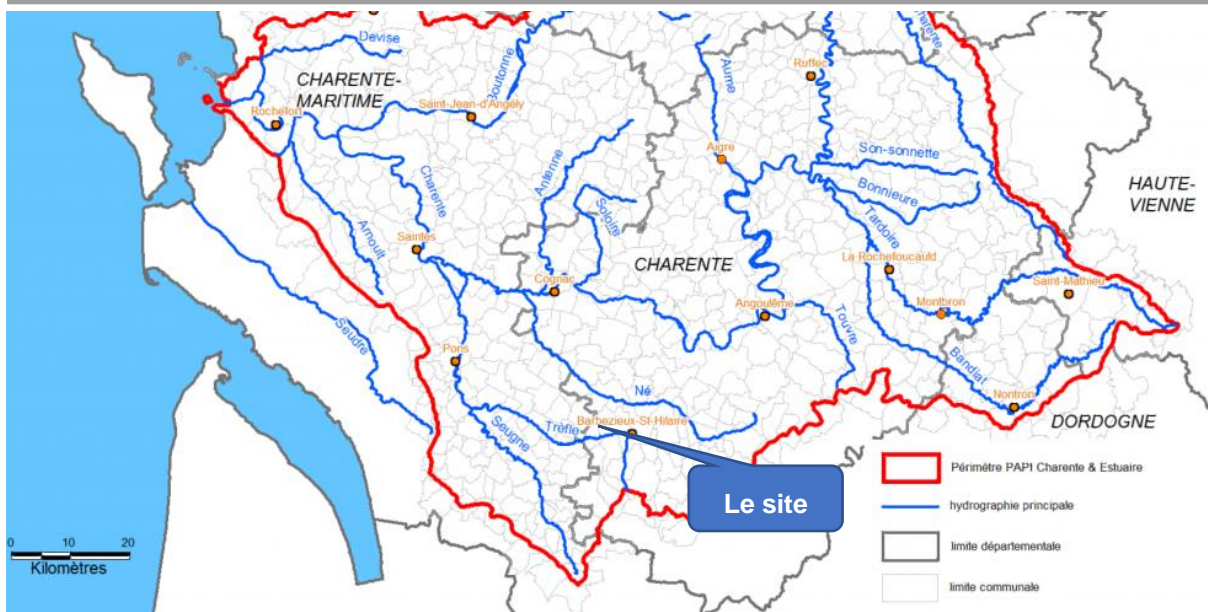 Devise
Boutonne
CHARENTE-
MARITIME
Rochefort
Saint-Jean-d'Angély
Aume
Ruffec
Charente
Aigre
Son-sonnette
Bonnieure
HAUTE-
VIENNE
Antenne
Soloire
Charente
Arnoult
Tardoire
La Rochefoucauld
Saintes
CHARENTE
Cognac
Angoulême
Montbron
Saint-Mathieu
Touvre
Seudre
Pons
Né
Bandiat
Nontron
Barbezieux-St-Hilaire
Trèfle
Seugne
DORDOGNE
Le site
Périmètre PAPI Charente & Estuaire
hydrographie principale
limite départementale
limite communale
0 10 20
Kilomètres